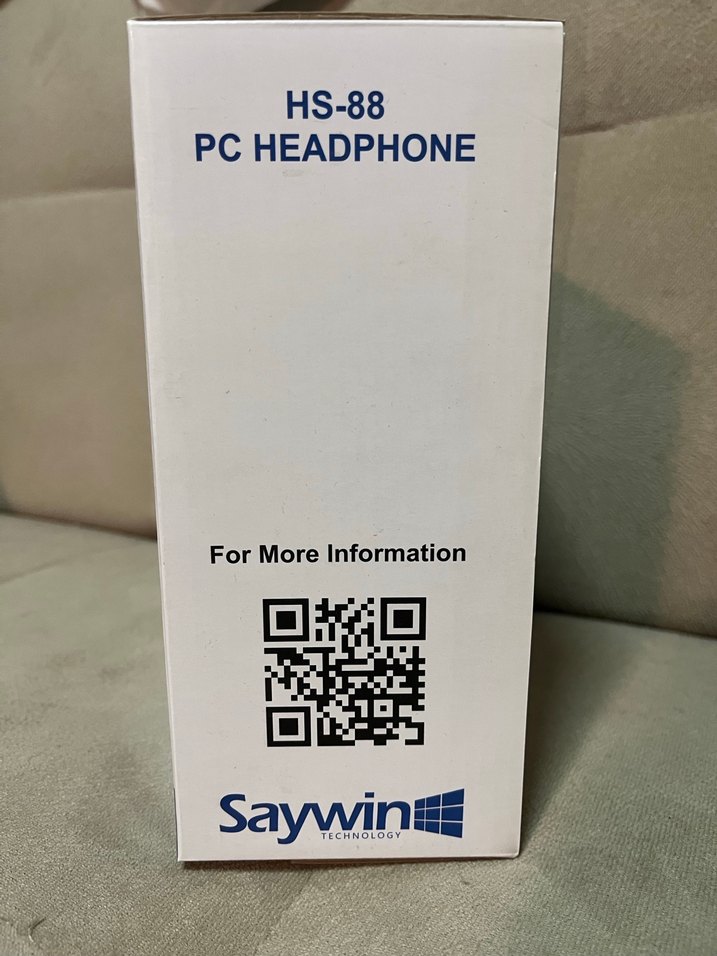 HS-88
PC HEADPHONE
For More Information
Saywin
TECHNOLOGY